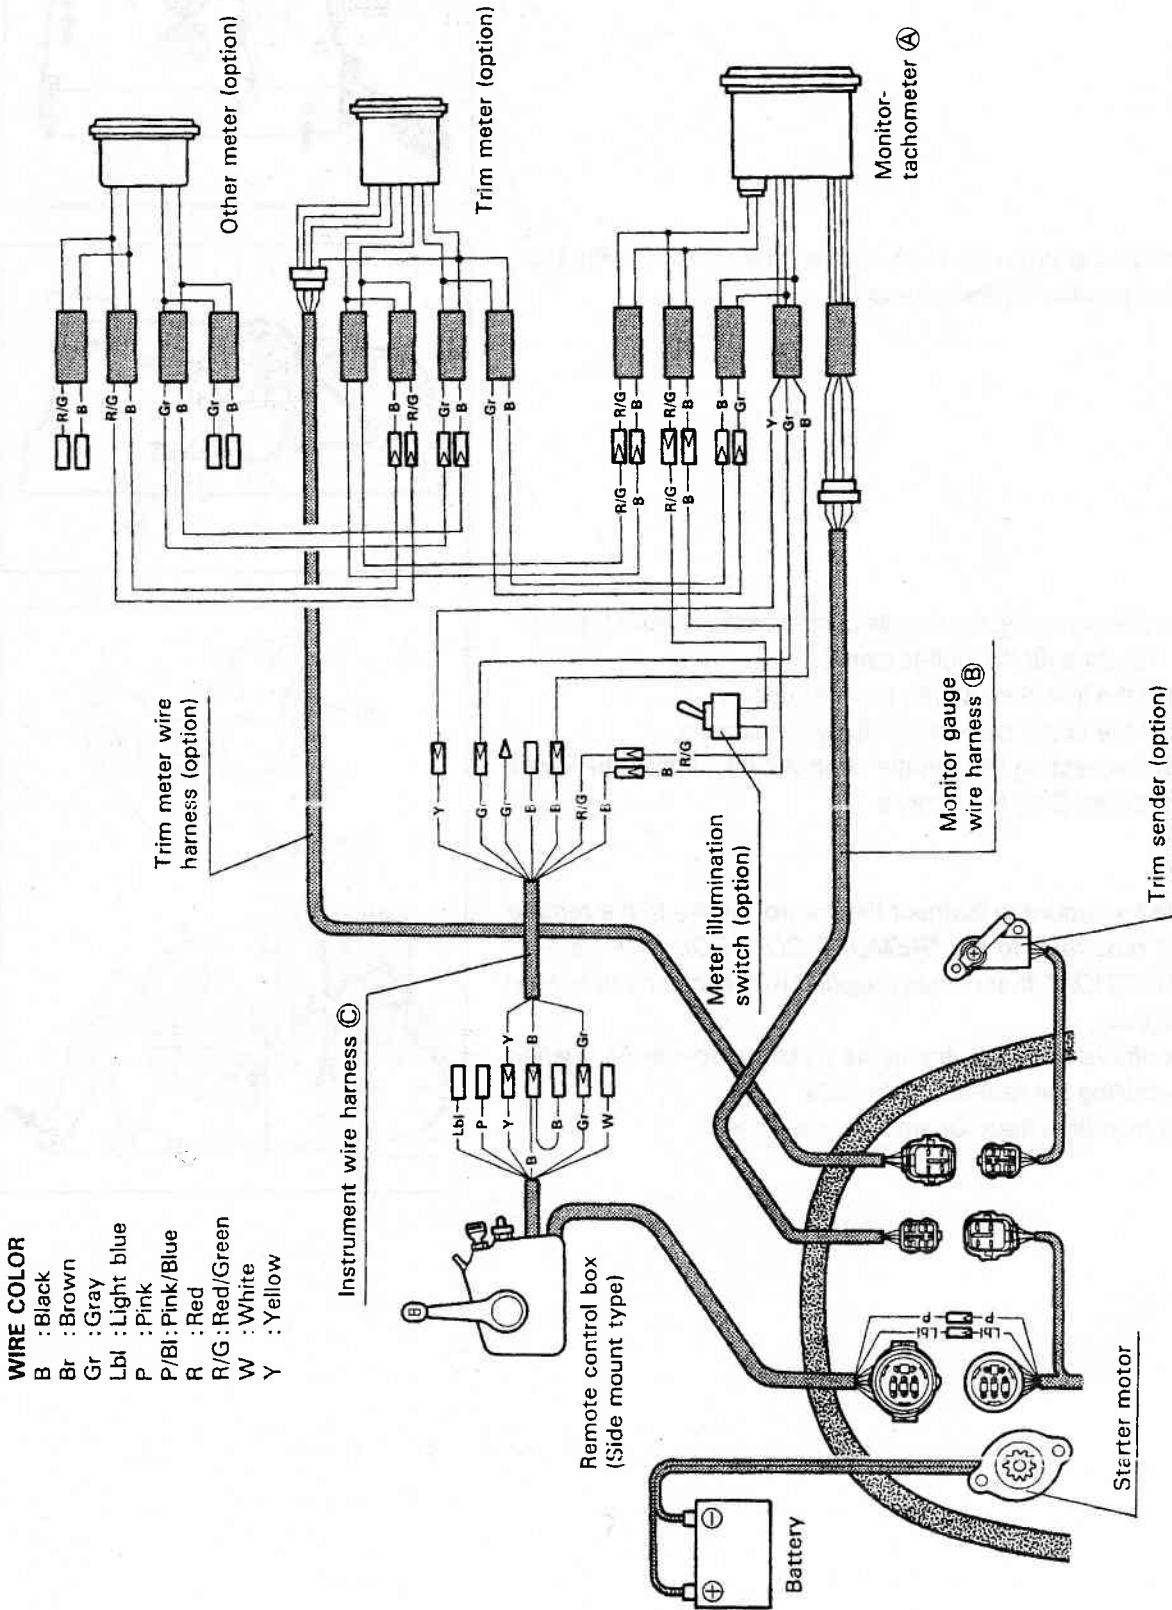 WIRE COLOR
B : Black
Br : Brown
Gr : Gray
Lbl : Light blue
P : Pink
P/Bl : Pink/Blue
R : Red
R/G : Red/Green
W : White
Y : Yellow
Other meter (option)
Trim meter (option)
Monitor-
tachometer Ⓐ
Trim meter wire
harness (option)
Instrument wire harness Ⓒ
Meter illumination
switch (option)
Monitor gauge
wire harness Ⓑ
Trim sender (option)
Remote control box
(Side mount type)
Battery
Starter motor
R/G
B
R/G
B
Gr
B
Gr
B
B
R/G
Gr
B
Gr
B
R/G
B
R/G
B
B
Gr
Y
Gr
B
R/G
B
R/G
B
Y
G
Gr
B
B
R/G
B
R/G
B
Lbl
P
Y
B
B
Gr
W
Y
B
Gr
P
P
Lbl
Lbl
⊕
⊖